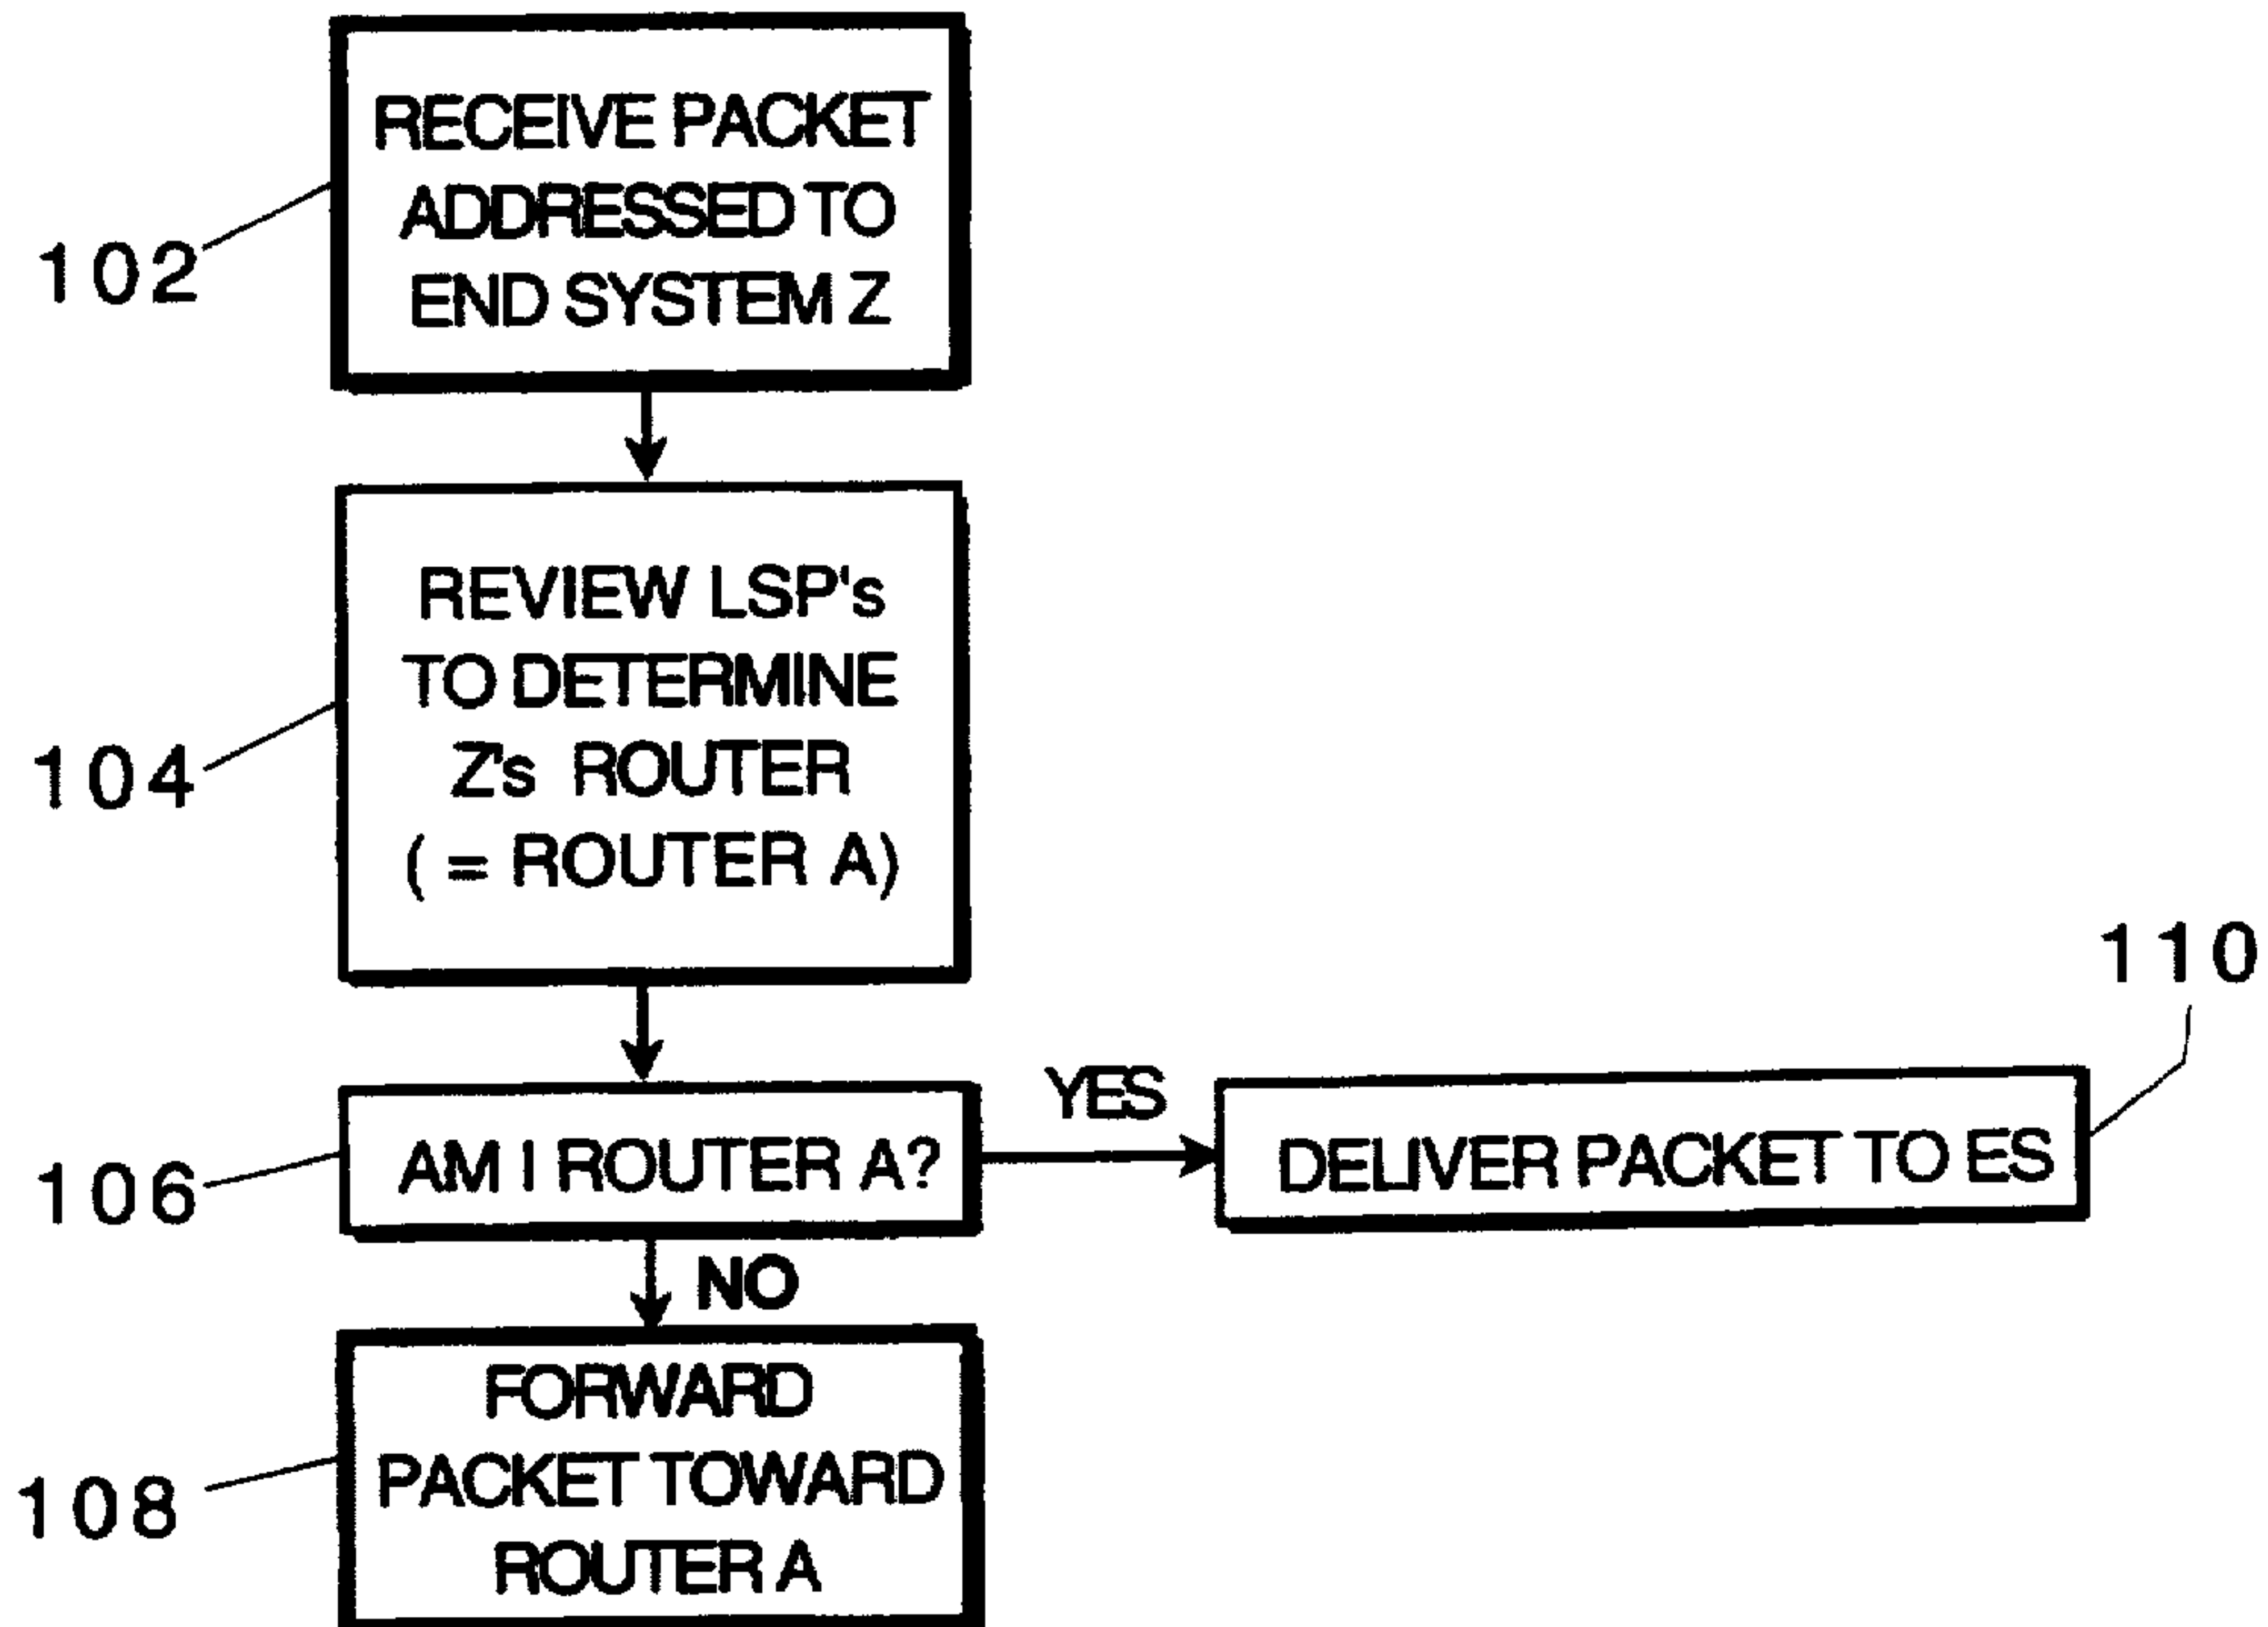 RECEIVE PACKET
ADDRESSED TO
END SYSTEM Z
102
REVIEW LSP's
TO DETERMINE
Z's ROUTER
( = ROUTER A)
104
110
AM I ROUTER A?
YES
DELIVER PACKET TO ES
106
NO
FORWARD
PACKET TOWARD
ROUTER A
108